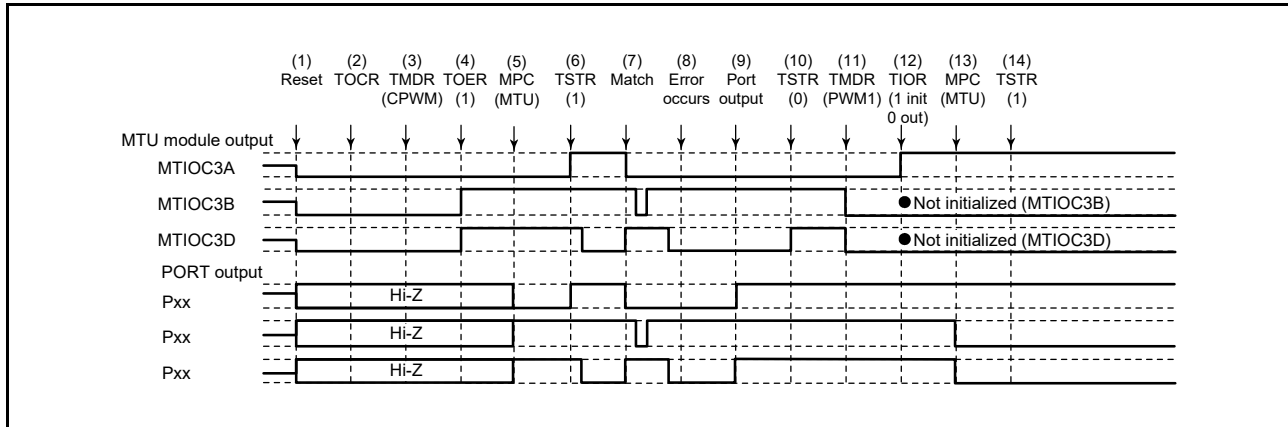 (1) (2) (3) (4) (5) (6) (7) (8) (9) (10) (11) (12) (13) (14)
Reset TOCR TMDR TOER MPC TSTR Match Error Port TSTR TMDR TIOR MPC TSTR
(CPWM) (1) (MTU) (1) occurs output (0) (PWM1) (1 init (MTU) (1)
0 out)
MTU module output
MTIOC3A
MTIOC3B ●Not initialized (MTIOC3B)
MTIOC3D ●Not initialized (MTIOC3D)
PORT output
Pxx Hi-Z
Pxx Hi-Z
Pxx Hi-Z